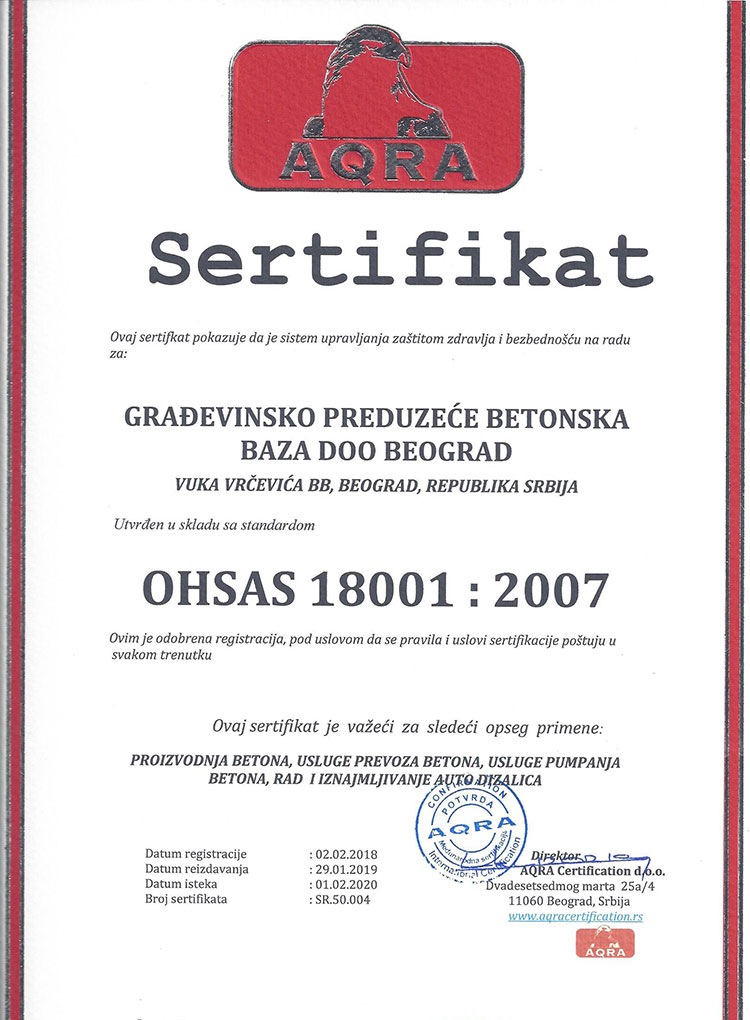 AQRA
Sertifikat
Ovaj sertifkat pokazuje da je sistem upravljanja zaštitom zdravlja i bezbednošću na radu
za:
GRAĐEVINSKO PREDUZEĆE BETONSKA
BAZA DOO BEOGRAD
VUKA VRČEVIĆA BB, BEOGRAD, REPUBLIKA SRBIJA
Utvrđen u skladu sa standardom
OHSAS 18001 : 2007
Ovim je odobrena registracija, pod uslovom da se pravila i uslovi sertifikacije poštuju u
svakom trenutku
Ovaj sertifikat je važeći za sledeći opseg primene:
PROIZVODNJA BETONA, USLUGE PREVOZA BETONA, USLUGE PUMPANJA
BETONA, RAD I IZNAJMLJIVANJE AUTO DIZALICA
CONFIRMATION
POTVRDA
AQRA
Međunarodna sertifikacija
International Certification
Datum registracije : 02.02.2018
Datum reizdavanja : 29.01.2019
Datum isteka : 01.02.2020
Broj sertifikata : SR.50.004
Direktor
AQRA Certification d.o.o.
Dvadesetsedmog marta 25a/4
11060 Beograd, Srbija
www.aqracertification.rs
AQRA